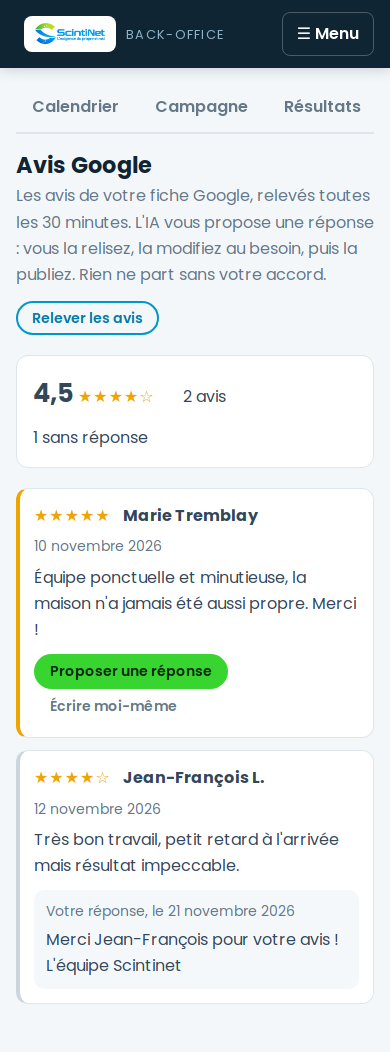 ScintiNet
BACK-OFFICE
☰ Menu
Calendrier Campagne Résultats
Avis Google
Les avis de votre fiche Google, relevés toutes
les 30 minutes. L'IA vous propose une réponse
: vous la relisez, la modifiez au besoin, puis la
publiez. Rien ne part sans votre accord.
Relever les avis
4,5 ★★★★☆ 2 avis
1 sans réponse
★★★★★ Marie Tremblay
10 novembre 2026
Équipe ponctuelle et minutieuse, la
maison n'a jamais été aussi propre. Merci
!
Proposer une réponse
Écrire moi-même
★★★★☆ Jean-François L.
12 novembre 2026
Très bon travail, petit retard à l'arrivée
mais résultat impeccable.
Votre réponse, le 21 novembre 2026
Merci Jean-François pour votre avis !
L'équipe Scintinet